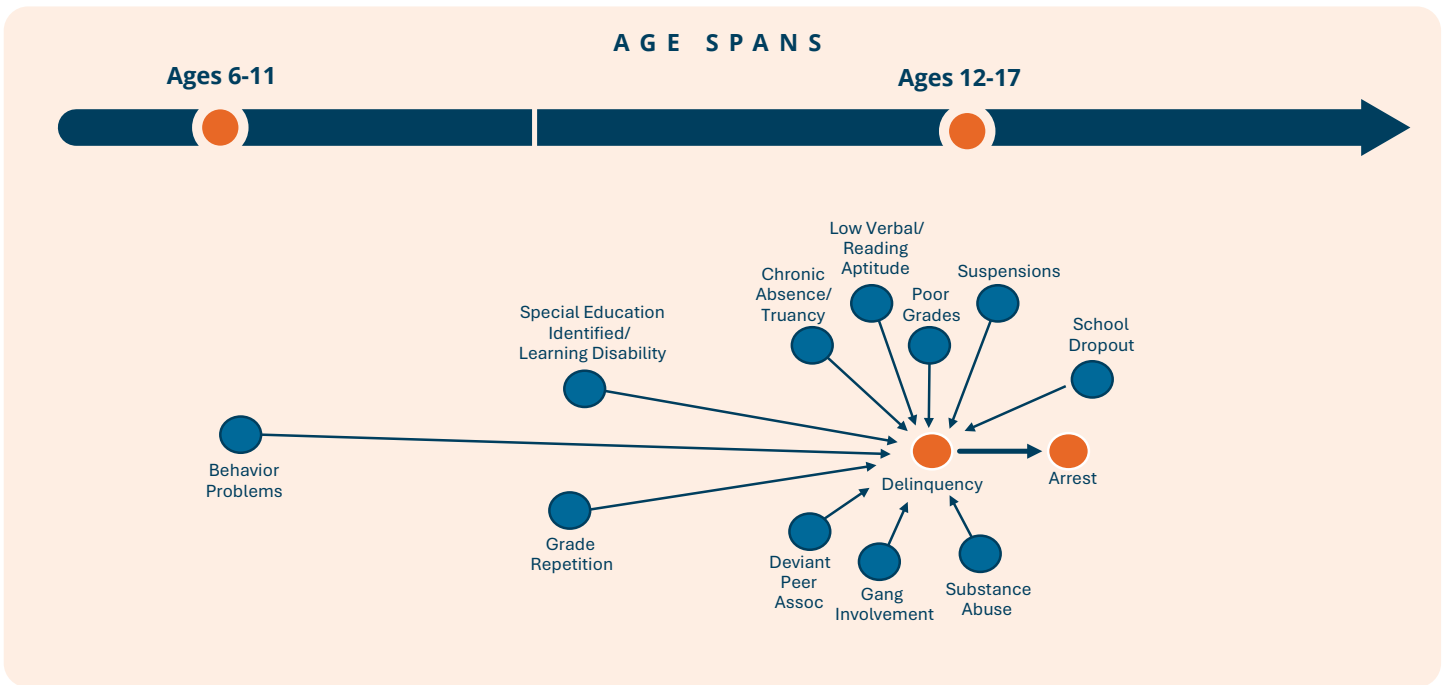 AGE SPANS
Ages 6-11
Ages 12-17
Low Verbal/
Reading
Aptitude
Chronic
Absence/
Truancy
Poor
Grades
Suspensions
School
Dropout
Special Education
Identified/
Learning Disability
Behavior
Problems
Delinquency
Arrest
Grade
Repetition
Deviant
Peer
Assoc
Gang
Involvement
Substance
Abuse